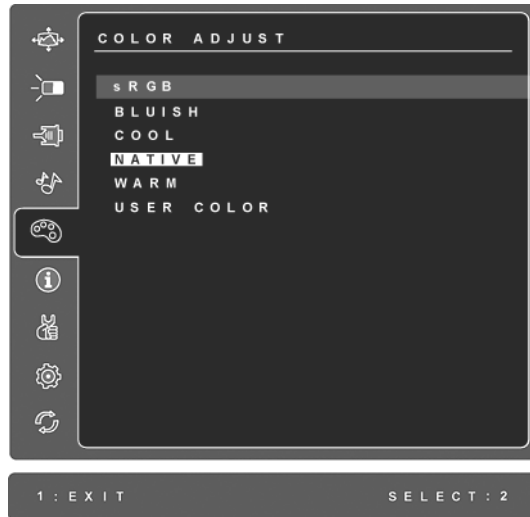 COLOR ADJUST
sRGB
BLUISH
COOL
NATIVE
WARM
USER COLOR
1:EXIT SELECT:2